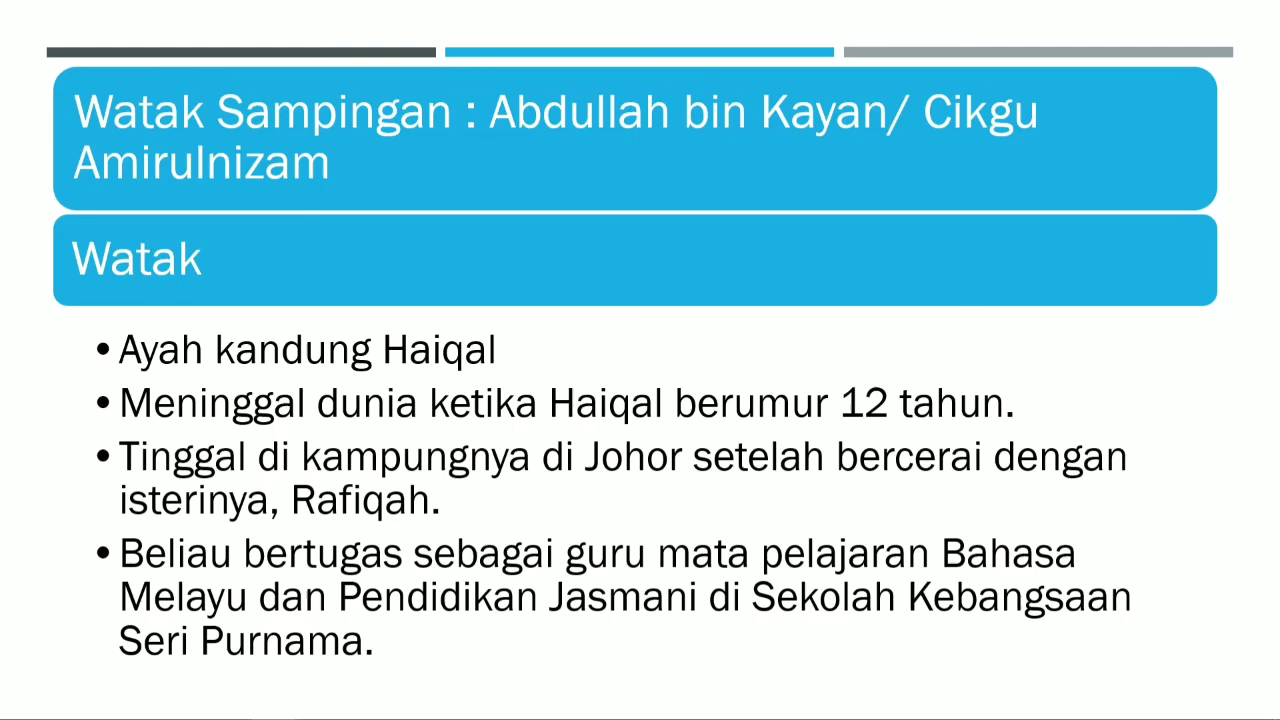 Watak Sampingan : Abdullah bin Kayan/ Cikgu
Amirulnizam
Watak
• Ayah kandung Haiqal
• Meninggal dunia ketika Haiqal berumur 12 tahun.
• Tinggal di kampungnya di Johor setelah bercerai dengan
isterinya, Rafiqah.
• Beliau bertugas sebagai guru mata pelajaran Bahasa
Melayu dan Pendidikan Jasmani di Sekolah Kebangsaan
Seri Purnama.